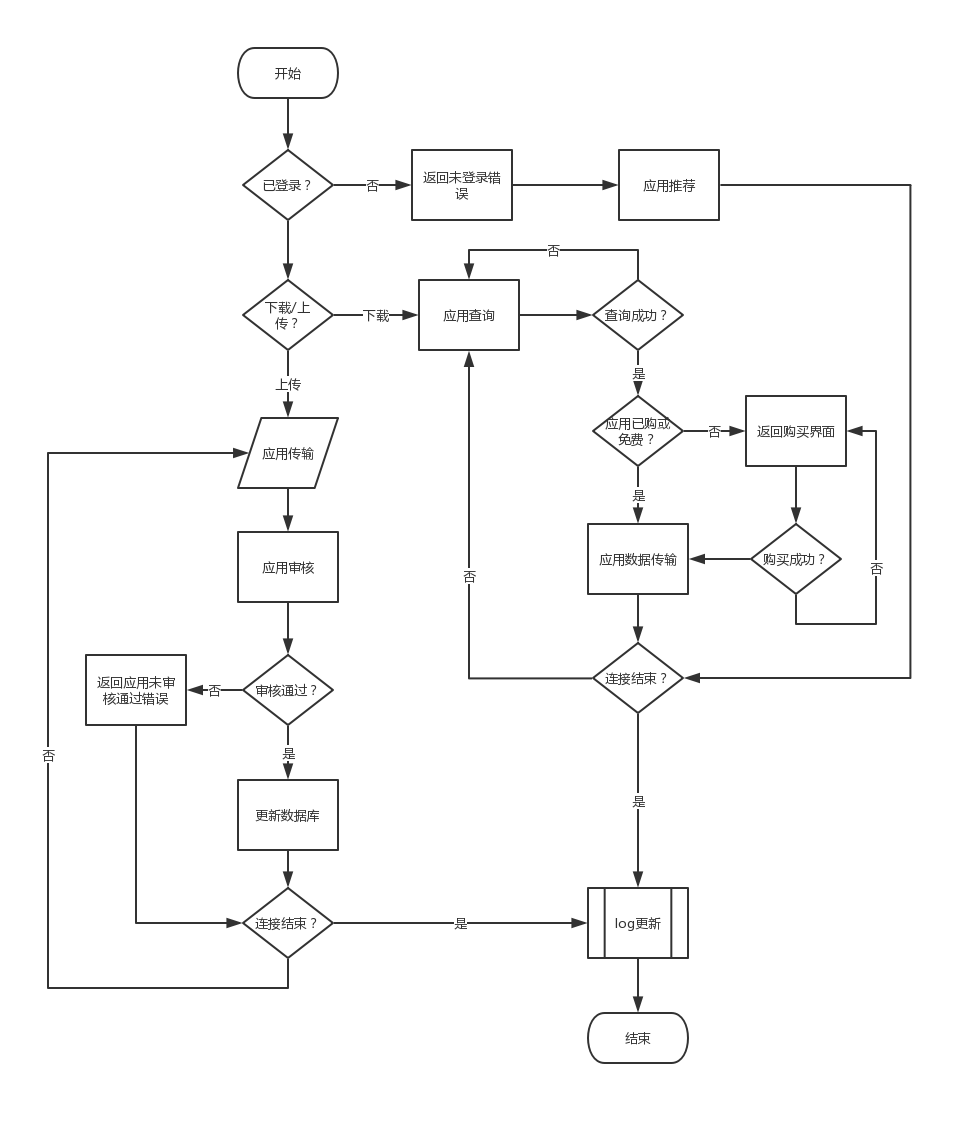 开始
已登录？
否
返回未登录错
误
应用推荐
否
下载/上
传？
下载
应用查询
查询成功？
是
上传
应用已购或
免费？
否
返回购买界面
应用传输
是
应用审核
应用数据传输
购买成功？
否
否
返回应用未审
核通过错误
否
审核通过？
连接结束？
是
否
是
更新数据库
连接结束？
是
log更新
结束